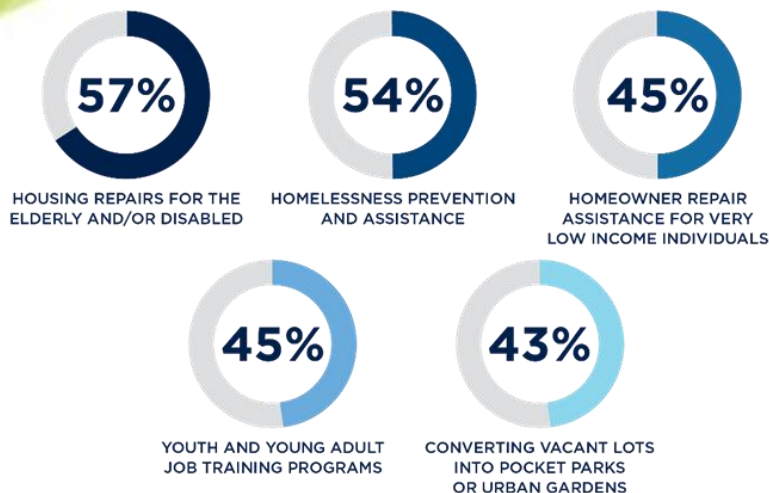 57%
HOUSING REPAIRS FOR THE
ELDERLY AND/OR DISABLED
54%
HOMELESSNESS PREVENTION
AND ASSISTANCE
45%
HOMEOWNER REPAIR
ASSISTANCE FOR VERY
LOW INCOME INDIVIDUALS
45%
YOUTH AND YOUNG ADULT
JOB TRAINING PROGRAMS
43%
CONVERTING VACANT LOTS
INTO POCKET PARKS
OR URBAN GARDENS